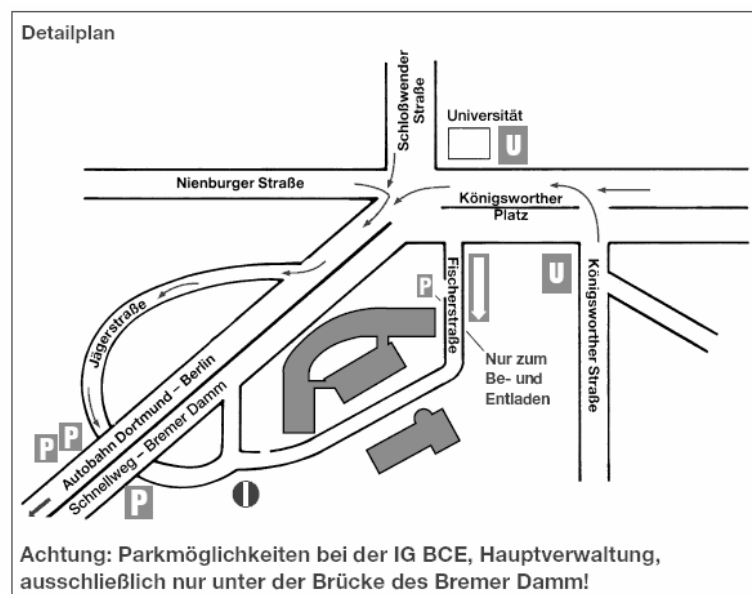 Detailplan
Schloßwender
Straße
Universität
U
Nienburger Straße
Königsworther
Platz
P
Fischerstraße
U
Königsworther Straße
Jägerstraße
Nur zum
Be- und
Entladen
Autobahn Dortmund – Berlin
Schnellweg – Bremer Damm
P
P
P
Achtung: Parkmöglichkeiten bei der IG BCE, Hauptverwaltung,
ausschließlich nur unter der Brücke des Bremer Damm!